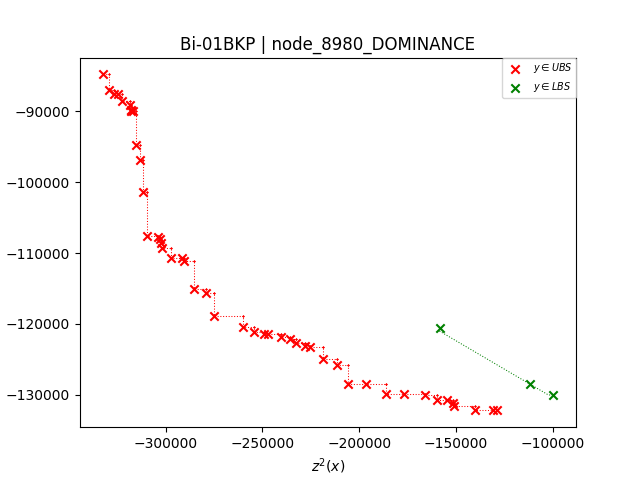 Bi-01BKP | node_8980_DOMINANCE
y ∈ UBS
y ∈ LBS
−90000
−100000
−110000
−120000
−130000
−300000 −250000 −200000 −150000 −100000
z²(x)